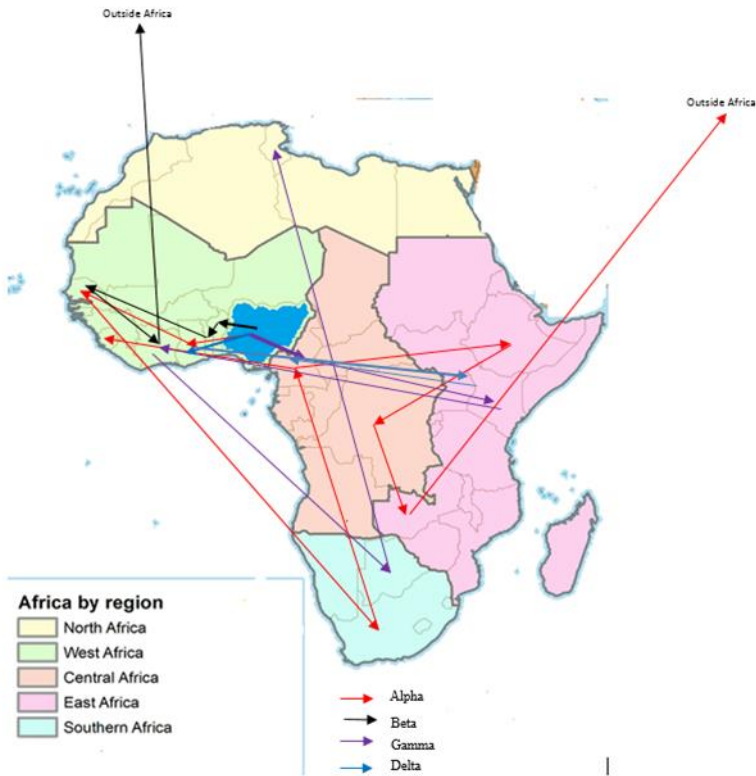 Outside Africa
Outside Africa
Africa by region
North Africa
West Africa
Central Africa
East Africa
Southern Africa
Alpha
Beta
Gamma
Delta